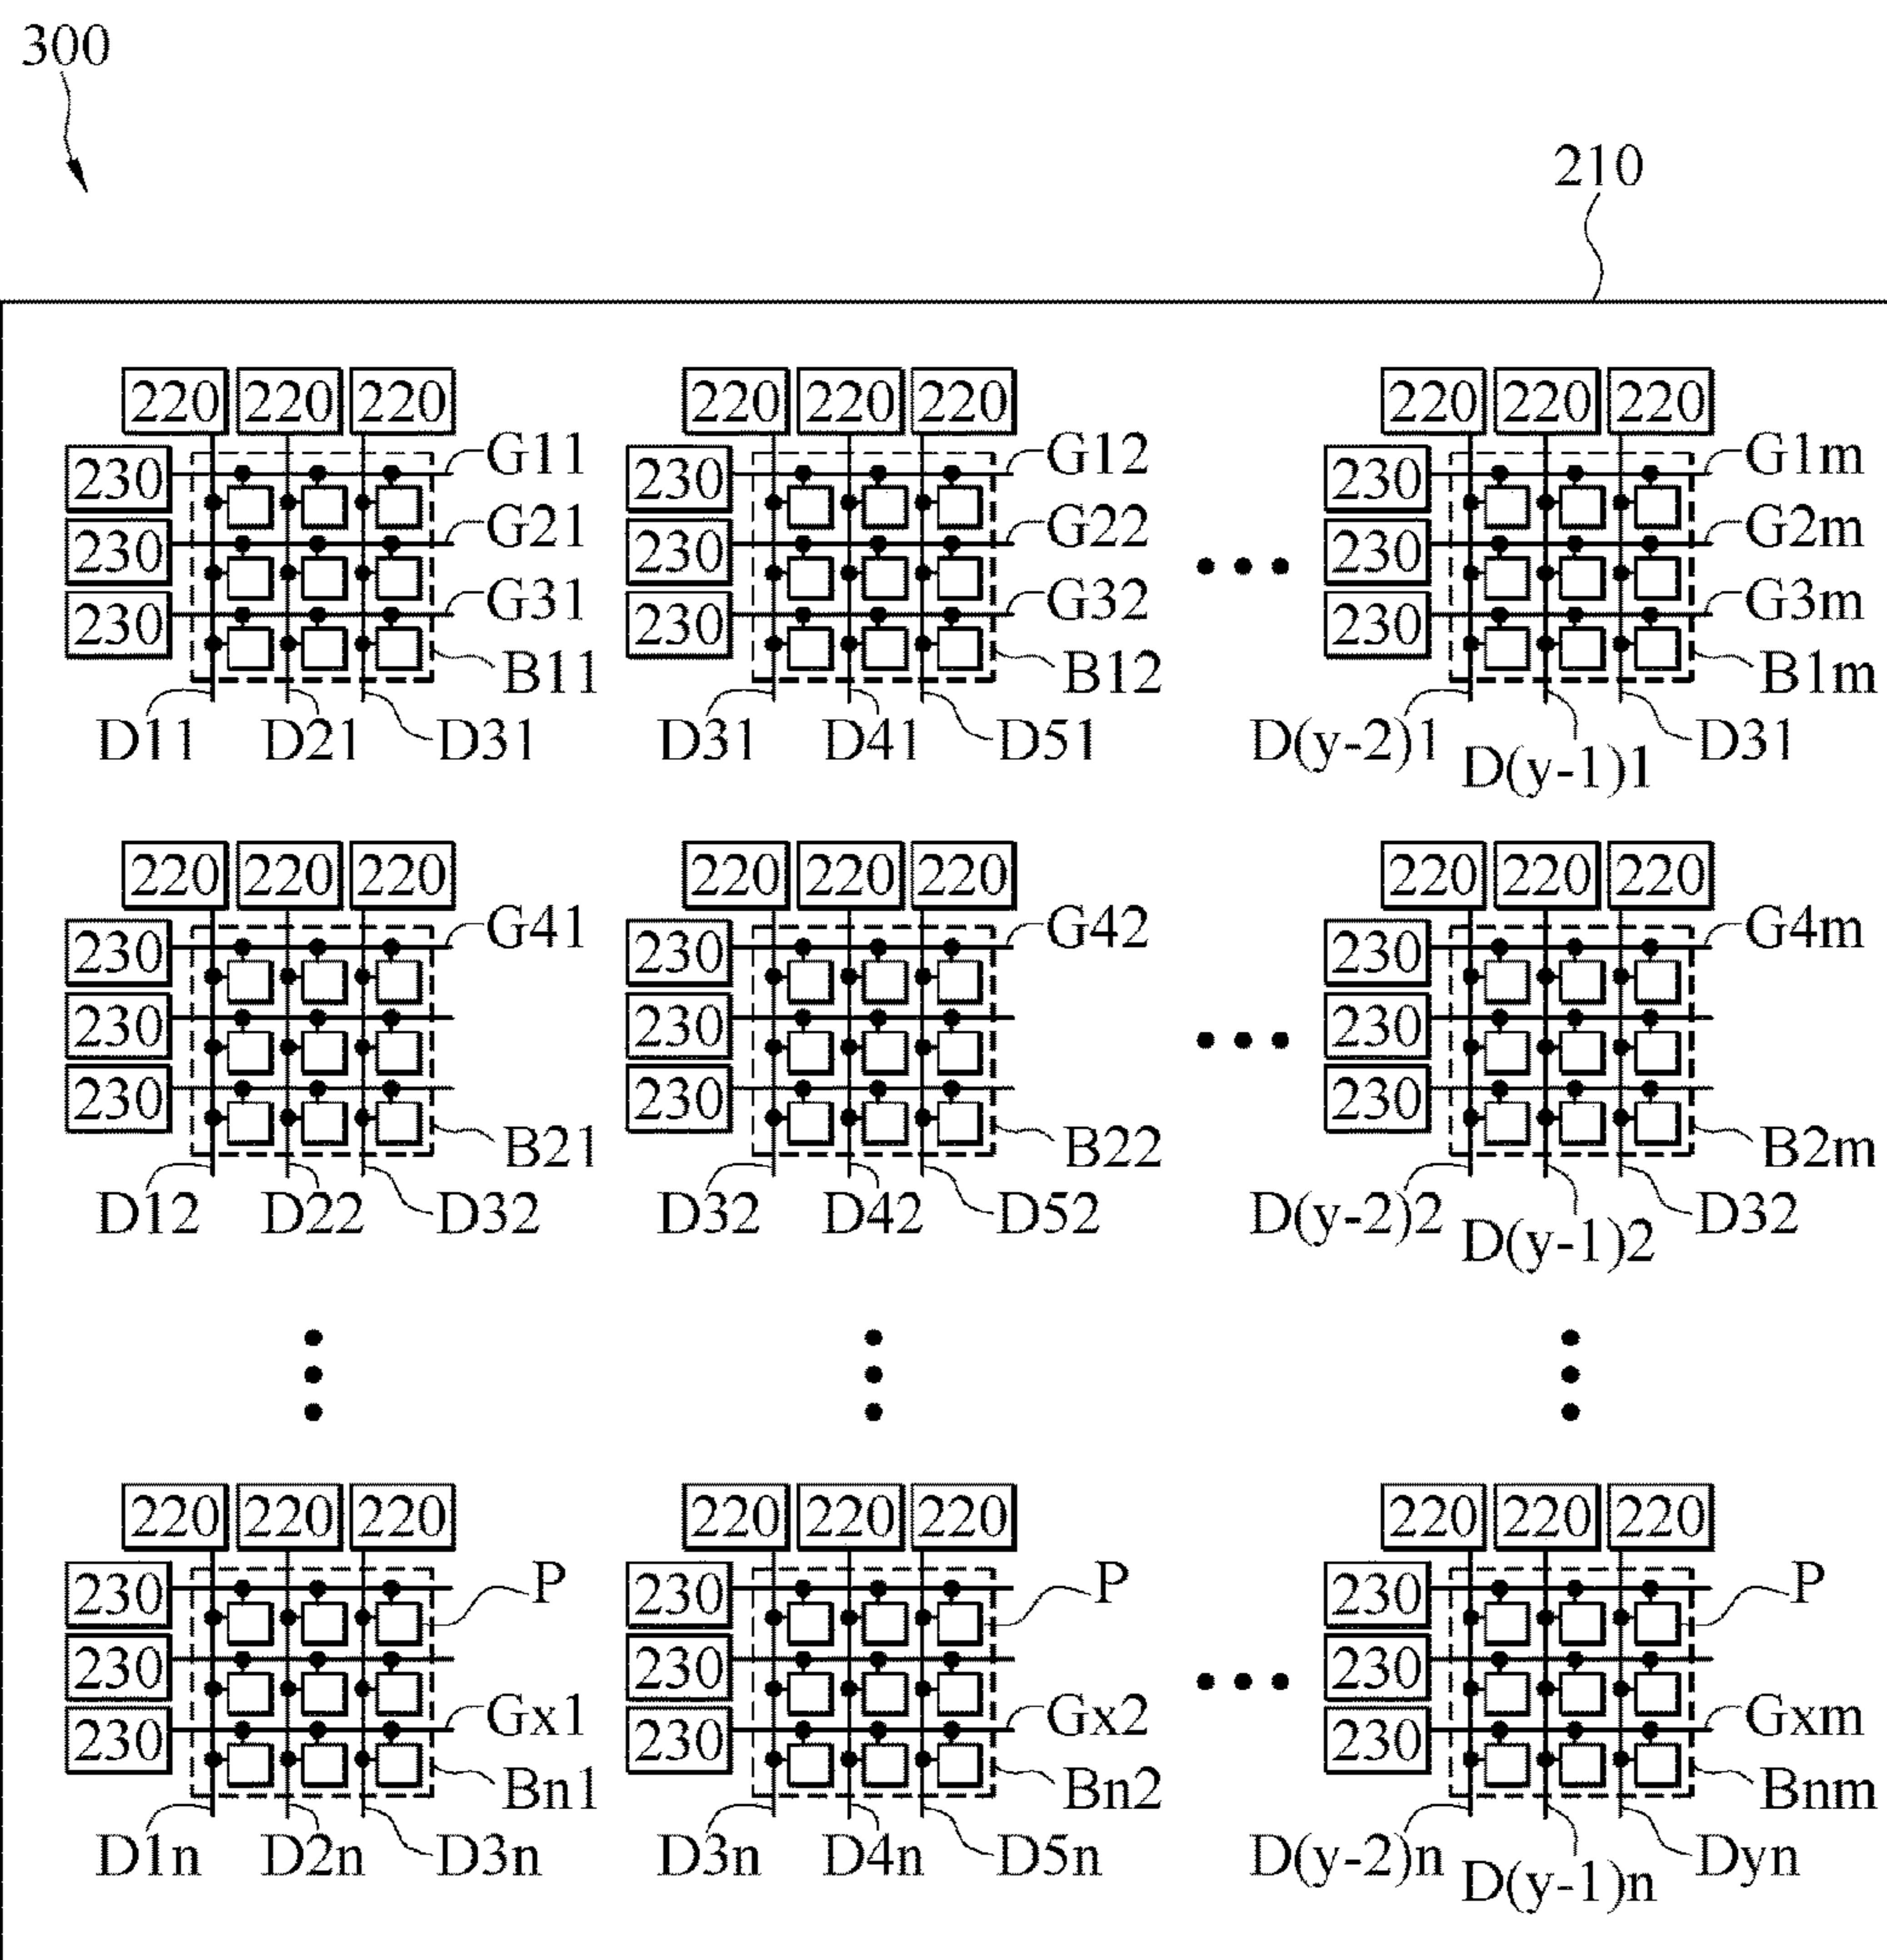 300
210
220 220 220 220 220 220 220 220 220
230 G11 230 G12 230 G1m
230 G21 230 G22 230 G2m
230 G31 230 G32 230 G3m
B11 B12 B1m
D11 D21 D31 D31 D41 D51 D(y-2)1 D(y-1)1 D31
220 220 220 220 220 220 220 220 220
230 G41 230 G42 230 G4m
230 230 230
230 230 230
B21 B22 B2m
D12 D22 D32 D32 D42 D52 D(y-2)2 D(y-1)2 D32
220 220 220 220 220 220 220 220 220
230 P 230 P 230 P
230 230 230
230 Gx1 230 Gx2 230 Gxm
Bn1 Bn2 Bnm
D1n D2n D3n D3n D4n D5n D(y-2)n D(y-1)n Dyn